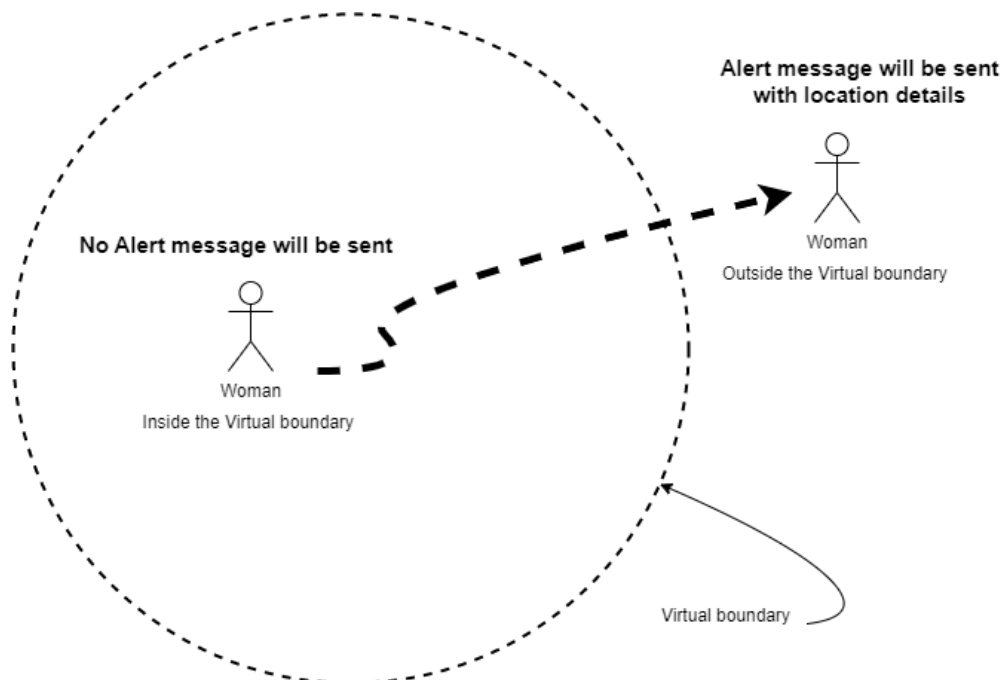 Alert message will be sent
with location details
Woman
Outside the Virtual boundary
No Alert message will be sent
Woman
Inside the Virtual boundary
Virtual boundary